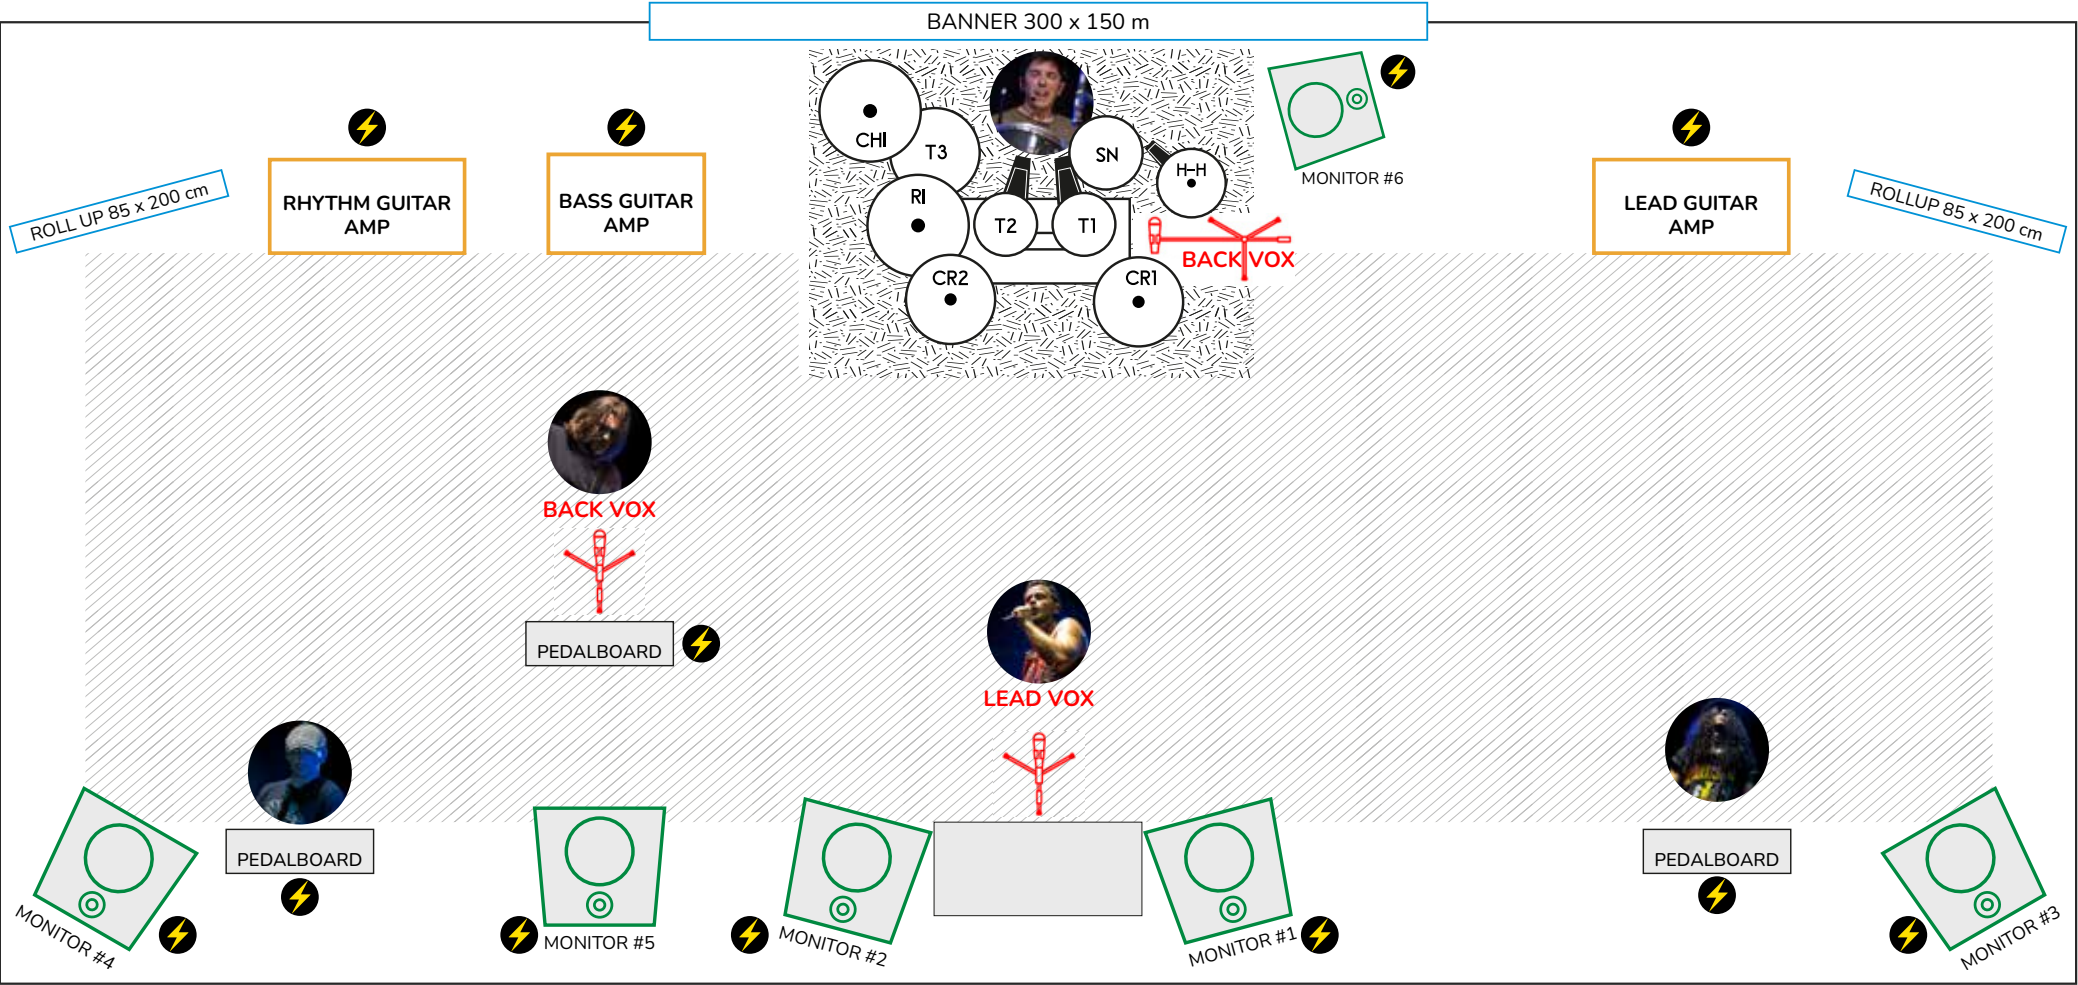 BANNER 300 x 150 m
CHI
T3
SN
H-H
RI
T2
T1
CR2
CR1
BACK VOX
MONITOR #6
ROLL UP 85 x 200 cm
RHYTHM GUITAR
AMP
BASS GUITAR
AMP
LEAD GUITAR
AMP
ROLLUP 85 x 200 cm
BACK VOX
PEDALBOARD
LEAD VOX
PEDALBOARD
PEDALBOARD
MONITOR #4
MONITOR #5
MONITOR #2
MONITOR #1
MONITOR #3